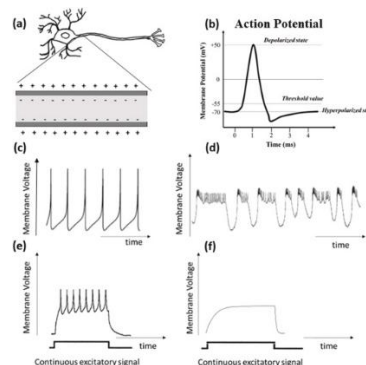 (a)
+ + + + + + + + + +
- - - - - - - -
- - - - - - - -
+ + + + + + + + + +
(b)
Action Potential
Depolarized state
+50
0
-55
-70
Membrane Potential (mV)
Threshold value
Hyperpolarized
0 1 2 3 4
Time (ms)
(c)
Membrane Voltage
time
(d)
Membrane Voltage
time
(e)
Membrane Voltage
time
Continuous excitatory signal
(f)
Membrane Voltage
time
Continuous excitatory signal